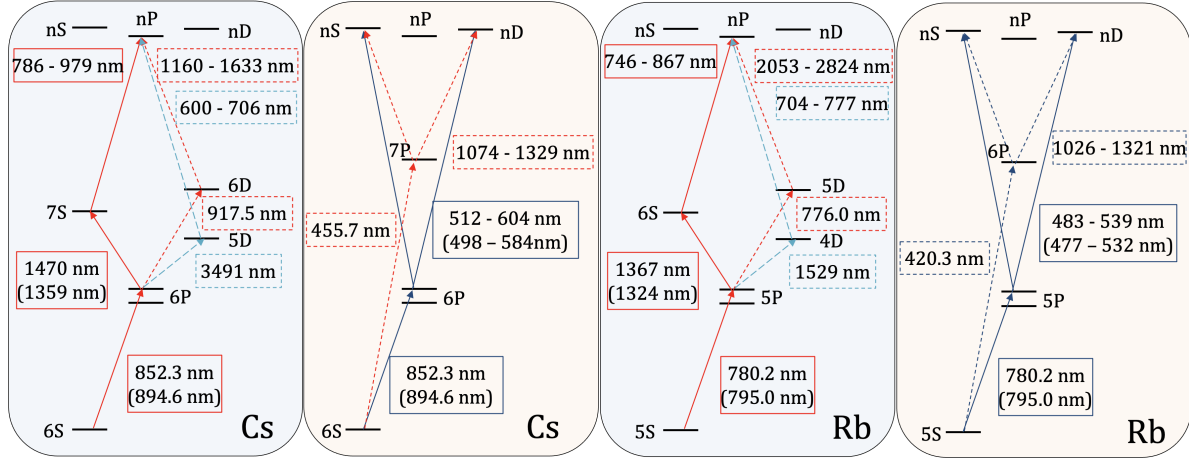 nS
nP
nD
786 - 979 nm
1160 - 1633 nm
600 - 706 nm
6D
7S
917.5 nm
5D
1470 nm
(1359 nm)
3491 nm
6P
852.3 nm
(894.6 nm)
6S
Cs
nS
nP
nD
7P
1074 - 1329 nm
455.7 nm
512 - 604 nm
(498 – 584nm)
6P
852.3 nm
(894.6 nm)
6S
Cs
nS
nP
nD
746 - 867 nm
2053 - 2824 nm
704 - 777 nm
5D
6S
776.0 nm
4D
1367 nm
(1324 nm)
1529 nm
5P
780.2 nm
(795.0 nm)
5S
Rb
nS
nP
nD
6P
1026 - 1321 nm
420.3 nm
483 - 539 nm
(477 – 532 nm)
5P
780.2 nm
(795.0 nm)
5S
Rb